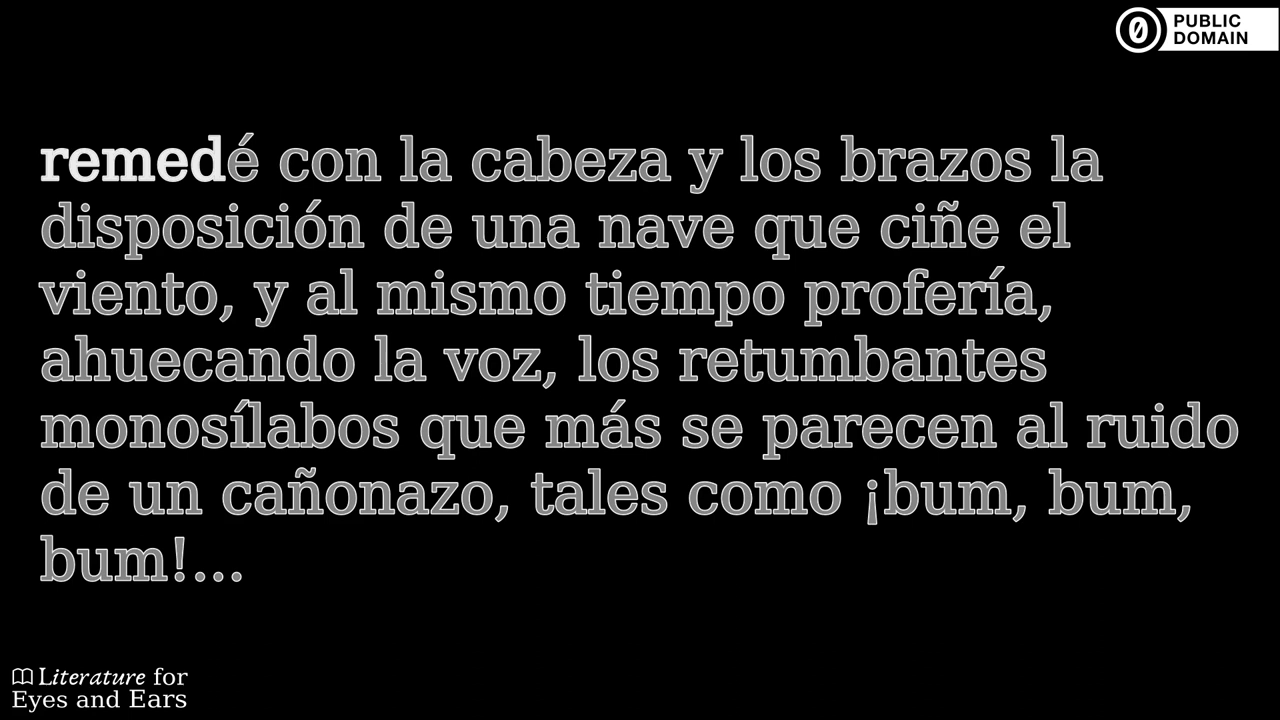 PUBLIC
DOMAIN
remedé con la cabeza y los brazos la
disposición de una nave que ciñe el
viento, y al mismo tiempo profería,
ahuecando la voz, los retumbantes
monosílabos que más se parecen al ruido
de un cañonazo, tales como ¡bum, bum,
bum!...
Literature for
Eyes and Ears